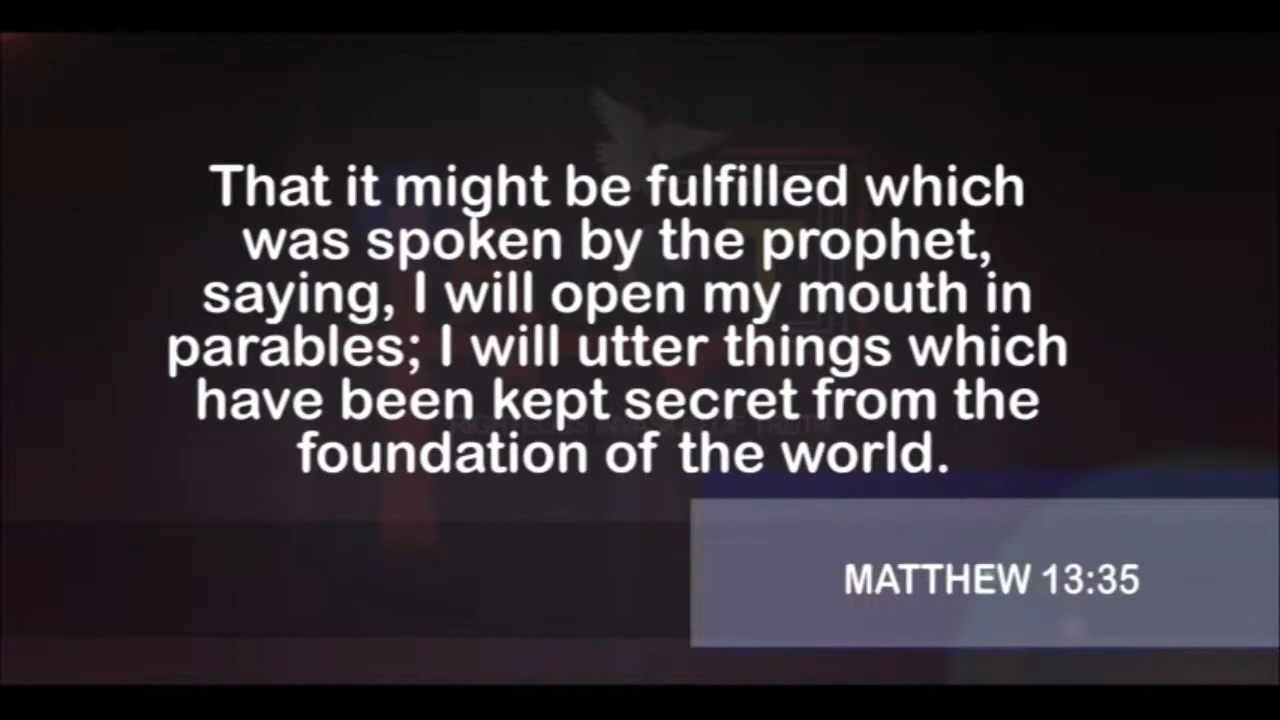 That it might be fulfilled which
was spoken by the prophet,
saying, I will open my mouth in
parables; I will utter things which
have been kept secret from the
foundation of the world.
MATTHEW 13:35